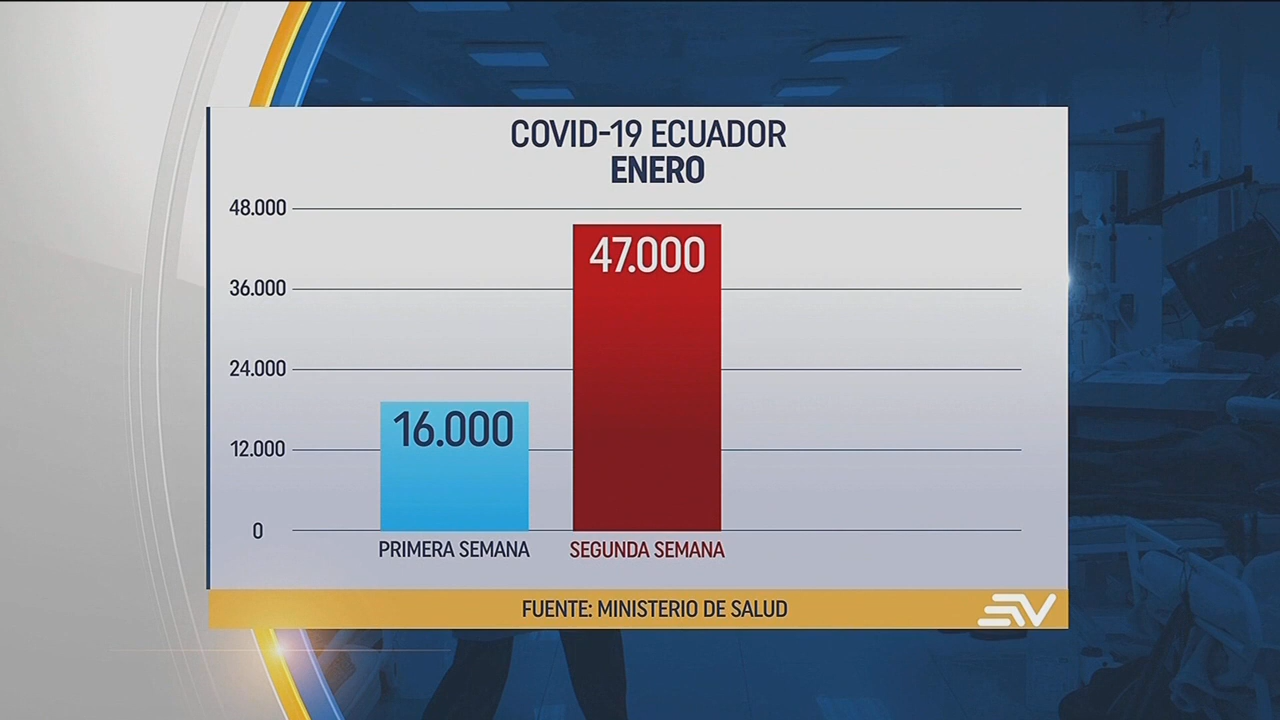 COVID-19 ECUADOR
ENERO
48.000
36.000
24.000
12.000
0
16.000
47.000
PRIMERA SEMANA
SEGUNDA SEMANA
FUENTE: MINISTERIO DE SALUD
EV